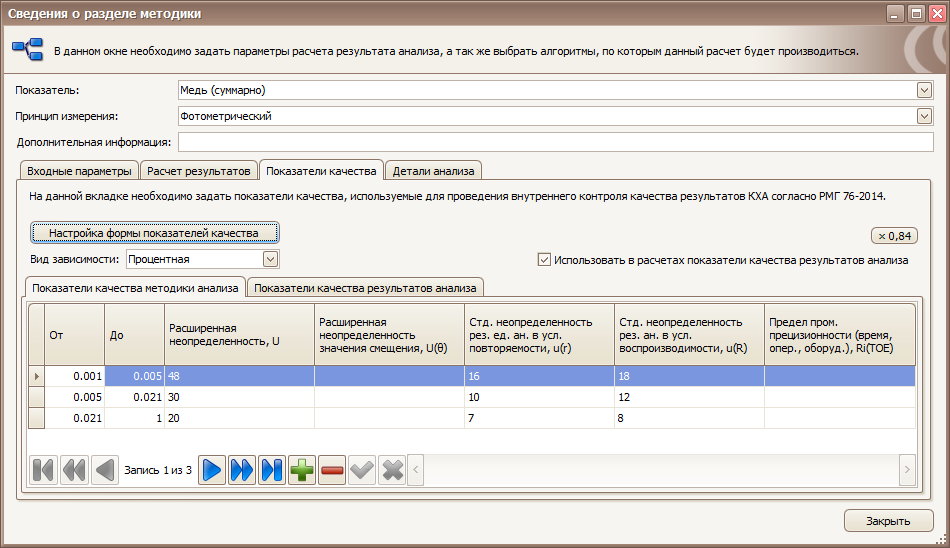 Сведения о разделе методики
В данном окне необходимо задать параметры расчета результата анализа, а так же выбрать алгоритмы, по которым данный расчет будет производиться.
Показатель: Медь (суммарно)
Принцип измерения: Фотометрический
Дополнительная информация:
Входные параметры Расчет результатов Показатели качества Детали анализа
На данной вкладке необходимо задать показатели качества, используемые для проведения внутреннего контроля качества результатов КХА согласно РМГ 76-2014.
Настройка формы показателей качества × 0,84
Вид зависимости: Процентная Использовать в расчетах показатели качества результатов анализа
Показатели качества методики анализа Показатели качества результатов анализа
От
До
Расширенная
неопределенность, U
Расширенная
неопределенность
значения смещения, U(θ)
Стд. неопределенность
рез. ед. ан. в усл.
повторяемости, u(r)
Стд. неопределенность
рез. ан. в усл.
воспроизводимости, u(R)
Предел пром.
прецизионности (время,
опер., оборуд.), Ri(TOE)
0.001 0.005 48 16 18
0.005 0.021 30 10 12
0.021 1 20 7 8
Запись 1 из 3
Закрыть